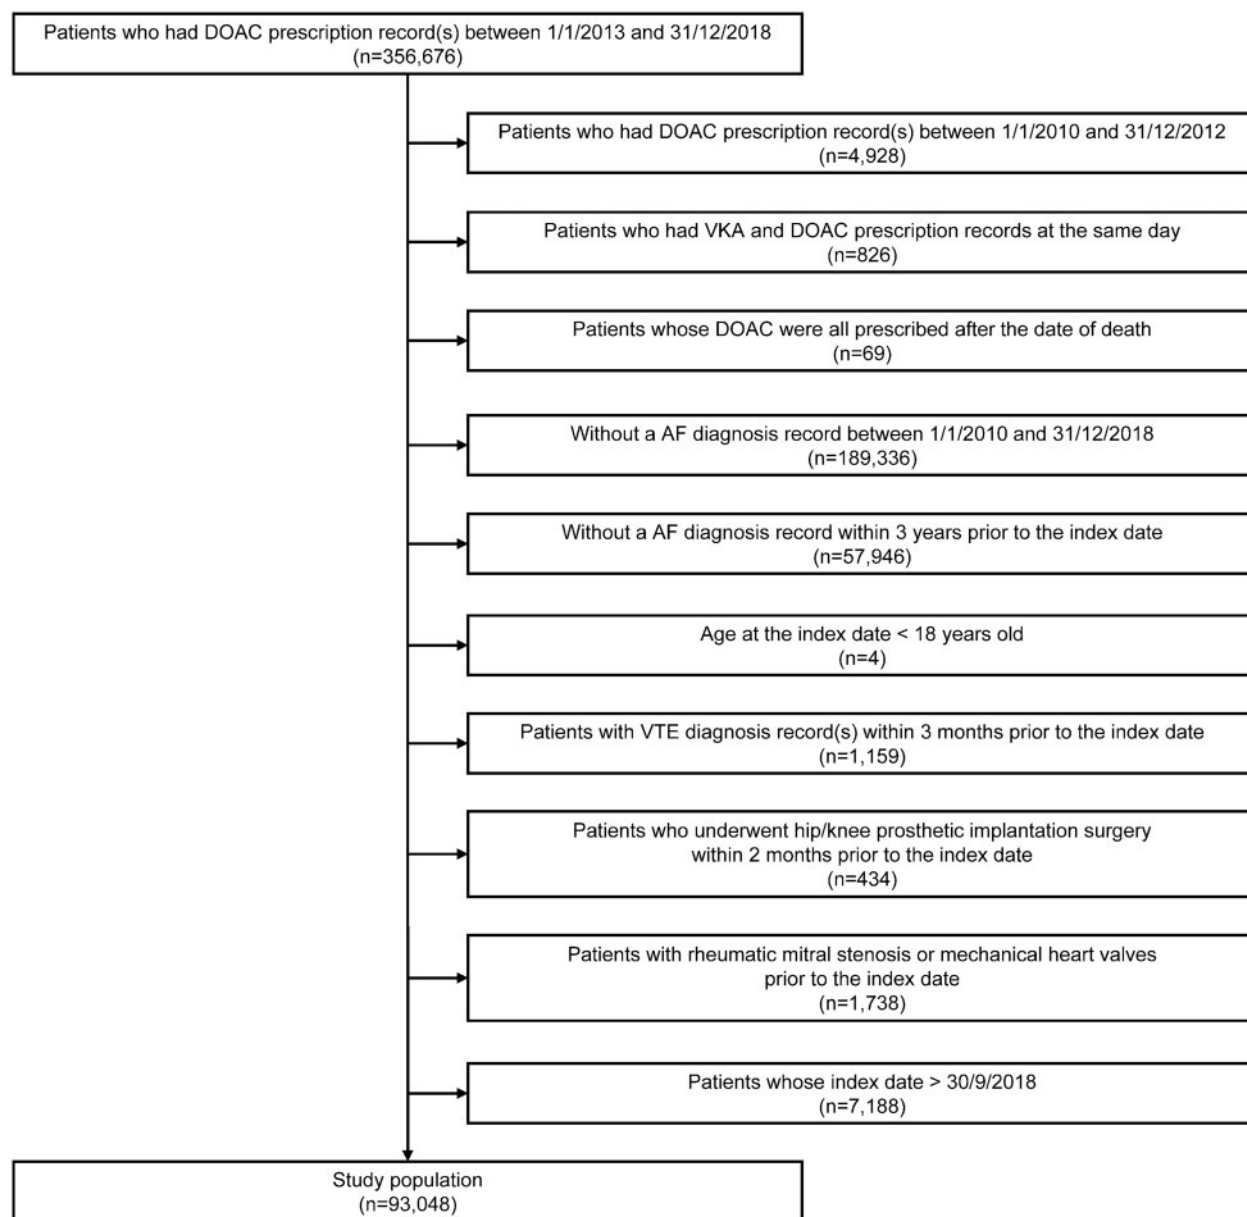 Patients who had DOAC prescription record(s) between 1/1/2013 and 31/12/2018
(n=356,676)
Patients who had DOAC prescription record(s) between 1/1/2010 and 31/12/2012
(n=4,928)
Patients who had VKA and DOAC prescription records at the same day
(n=826)
Patients whose DOAC were all prescribed after the date of death
(n=69)
Without a AF diagnosis record between 1/1/2010 and 31/12/2018
(n=189,336)
Without a AF diagnosis record within 3 years prior to the index date
(n=57,946)
Age at the index date < 18 years old
(n=4)
Patients with VTE diagnosis record(s) within 3 months prior to the index date
(n=1,159)
Patients who underwent hip/knee prosthetic implantation surgery
within 2 months prior to the index date
(n=434)
Patients with rheumatic mitral stenosis or mechanical heart valves
prior to the index date
(n=1,738)
Patients whose index date > 30/9/2018
(n=7,188)
Study population
(n=93,048)